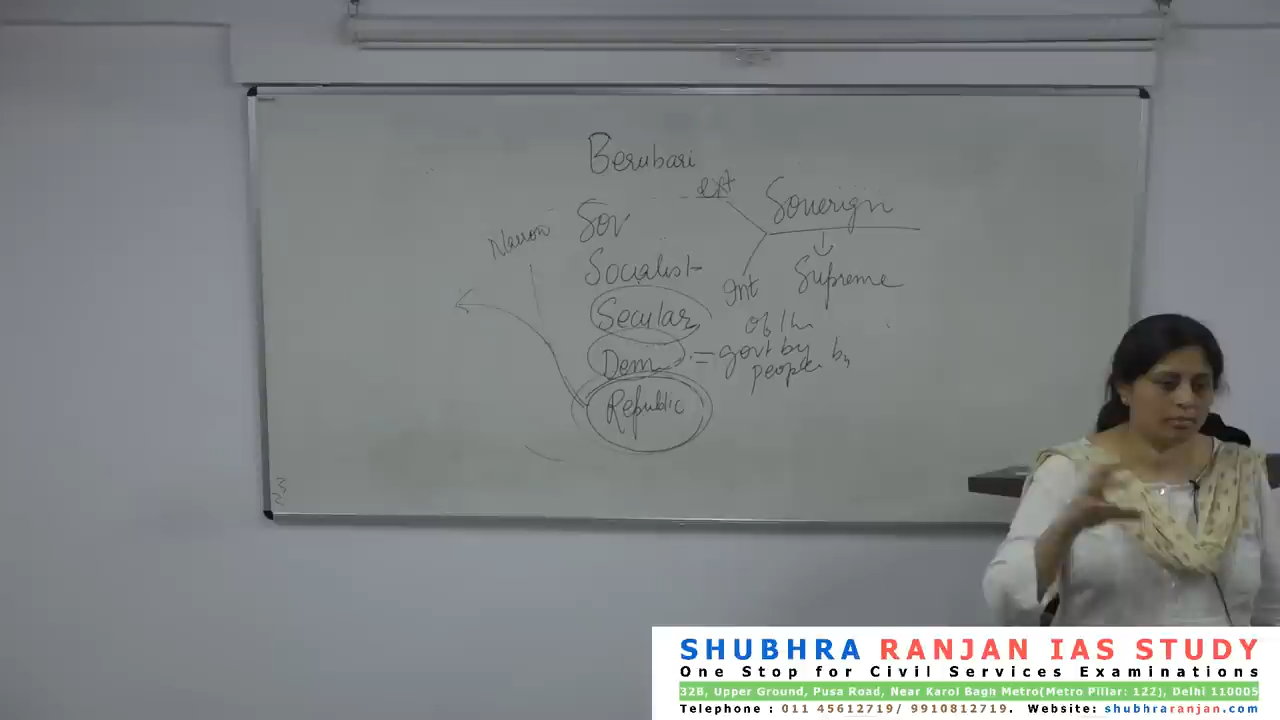 Berubari
ext
Soverign
Sov
Narrow
Socialist
Int
Supreme
Secular
of the
Dem = govt by
people by
Republic
SHUBHRA RANJAN IAS STUDY
One Stop for Civil Services Examinations
32B, Upper Ground, Pusa Road, Near Karol Bagh Metro(Metro Pillar: 122), Delhi 110005
Telephone : 011 45612719/ 9910812719. Website: shubhraranjan.com